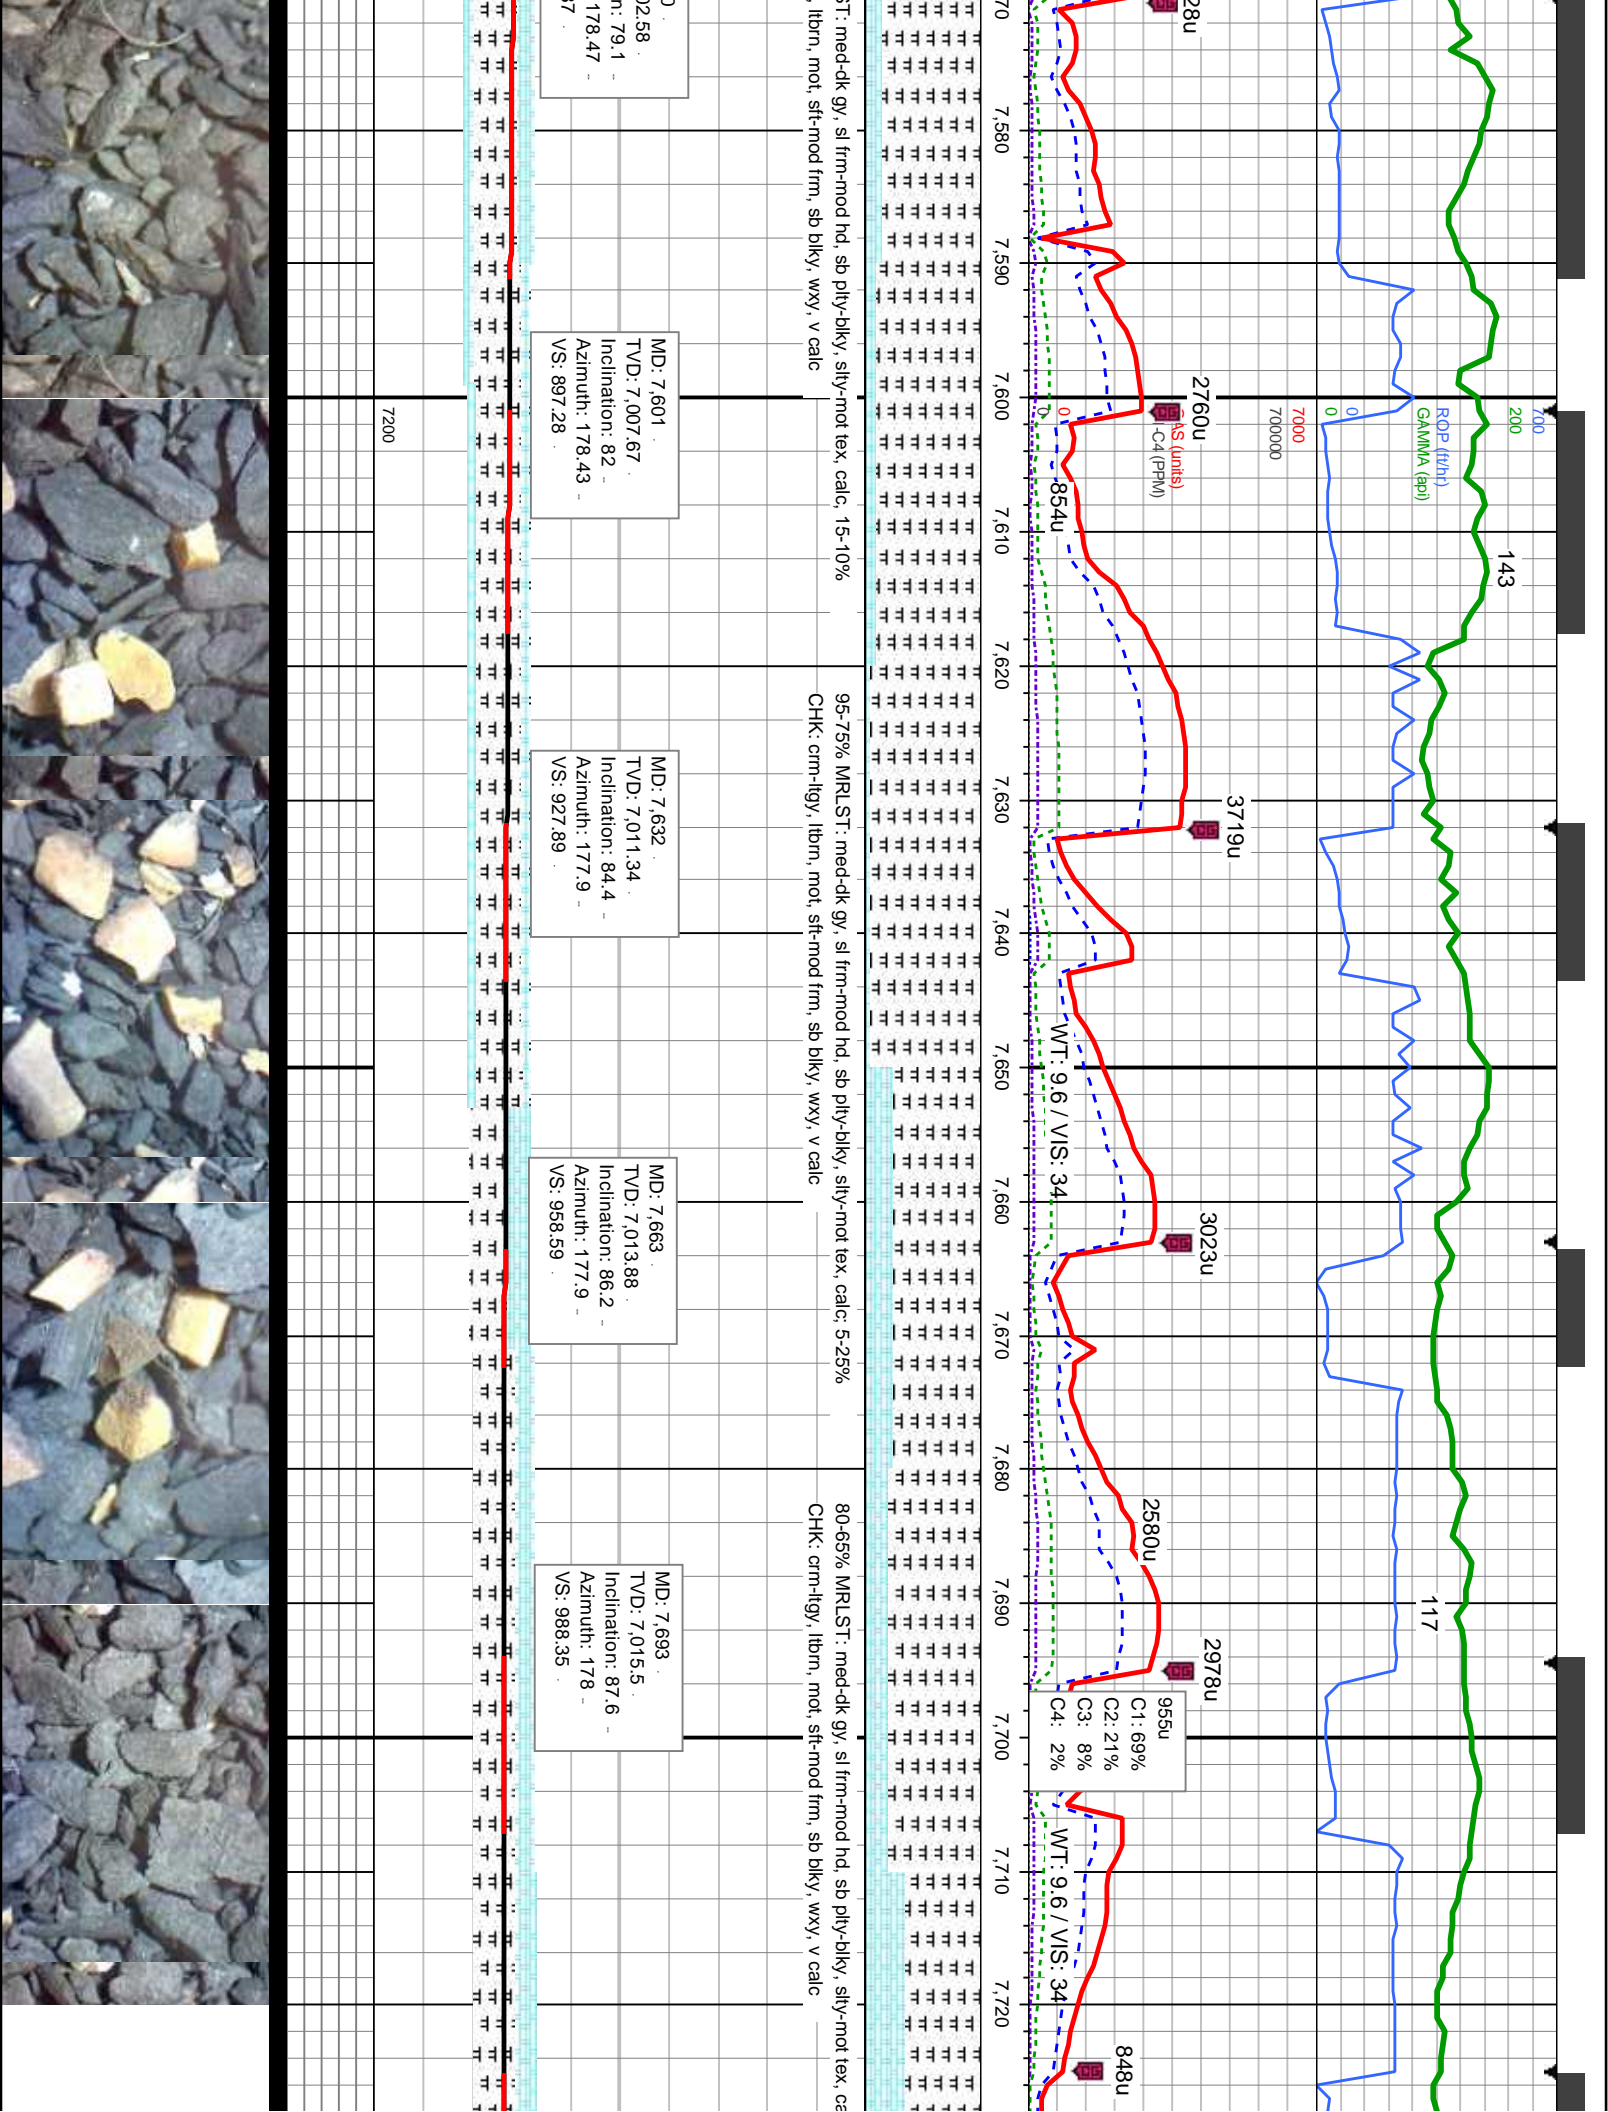 28u
2760u
3719u
3023u
2580u
2978u
848u
700
200
ROP (ft/hr)
GAMMA (api)
0
0
7000
700000
AS (units)
-C4 (PPM)
0
0
143
117
854u
WT: 9.6 / VIS: 34
WT: 9.6 / VIS: 34
955u
C1: 69%
C2: 21%
C3: 8%
C4: 2%
70
7,580
7,590
7,600
7,610
7,620
7,630
7,640
7,650
7,660
7,670
7,680
7,690
7,700
7,710
7,720
ST: med-dk gy, sl frm-mod hd, sb plty-blky, slty-mot tex, calc, 15-10%
, ltbrn, mot, sft-mod frm, sb blky, wxy, v calc
95-75% MRLST: med-dk gy, sl frm-mod hd, sb plty-blky, slty-mot tex, calc; 5-25%
CHK: crm-ltgy, ltbrn, mot, sft-mod frm, sb blky, wxy, v calc
80-65% MRLST: med-dk gy, sl frm-mod hd, sb plty-blky, slty-mot tex, ca
CHK: crm-ltgy, ltbrn, mot, sft-mod frm, sb blky, wxy, v calc
0
02.58
n: 79.1
178.47
37
MD: 7,601
TVD: 7,007.67
Inclination: 82
Azimuth: 178.43
VS: 897.28
MD: 7,632
TVD: 7,011.34
Inclination: 84.4
Azimuth: 177.9
VS: 927.89
MD: 7,663
TVD: 7,013.88
Inclination: 86.2
Azimuth: 177.9
VS: 958.59
MD: 7,693
TVD: 7,015.5
Inclination: 87.6
Azimuth: 178
VS: 988.35
7200